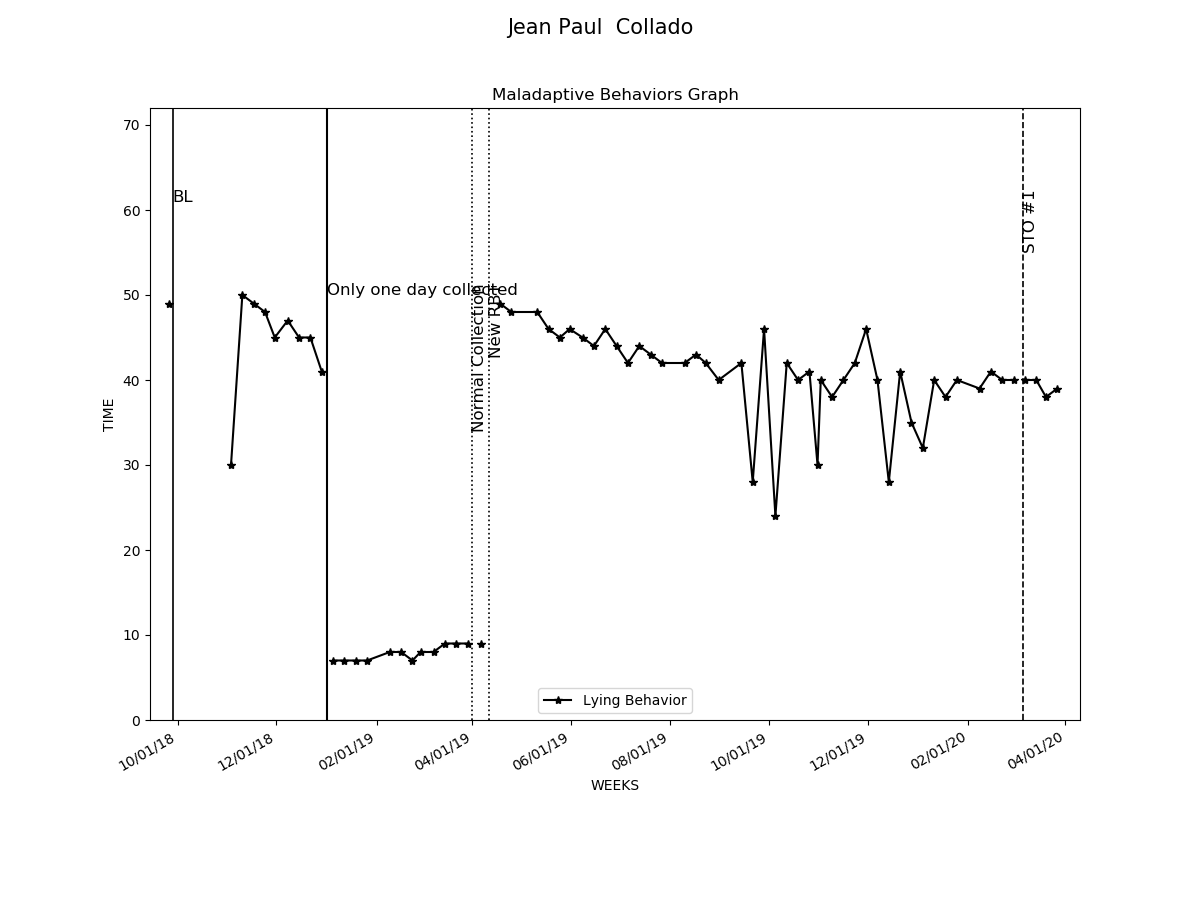 Jean Paul  Collado
Maladaptive Behaviors Graph
TIME
70
60
50
40
30
20
10
0
BL
Only one day collected
Normal Collection
New RBT
STO #1
Lying Behavior
10/01/18
12/01/18
02/01/19
04/01/19
06/01/19
08/01/19
10/01/19
12/01/19
02/01/20
04/01/20
WEEKS